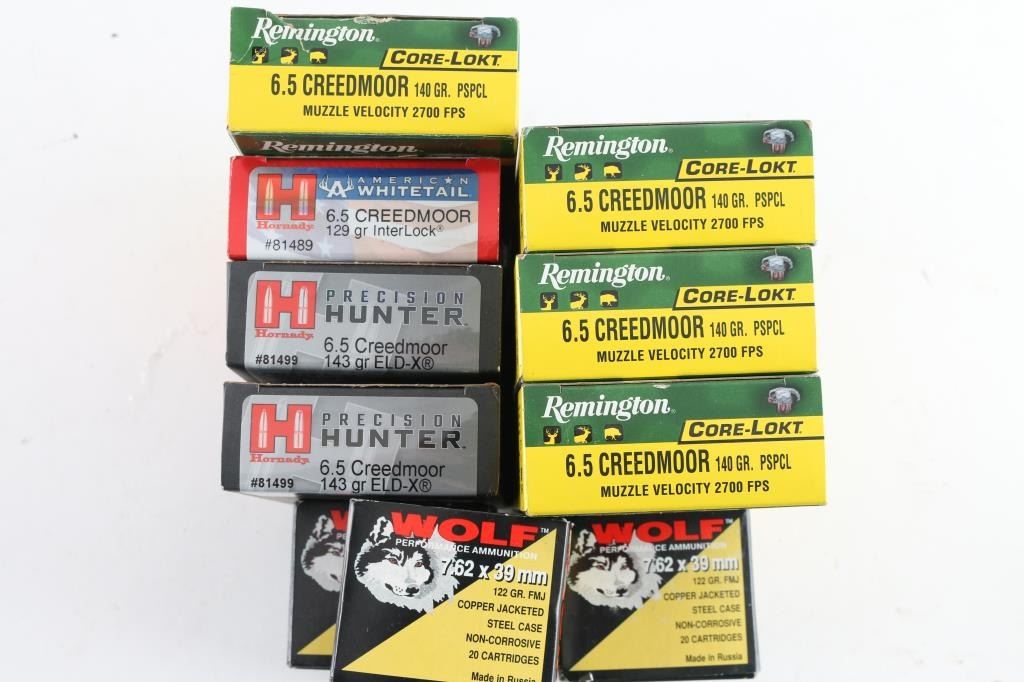 Remington
CORE-LOKT
6.5 CREEDMOOR 140 GR. PSPCL
MUZZLE VELOCITY 2700 FPS
Remington
H
Hornady
AMERICAN
WHITETAIL
6.5 CREEDMOOR
129 gr InterLock®
#81489
H
Hornady
PRECISION
HUNTER
6.5 Creedmoor
143 gr ELD-X®
#81499
H
Hornady
PRECISION
HUNTER
6.5 Creedmoor
143 gr ELD-X®
#81499
Remington
CORE-LOKT
6.5 CREEDMOOR 140 GR. PSPCL
MUZZLE VELOCITY 2700 FPS
Remington
CORE-LOKT
6.5 CREEDMOOR 140 GR. PSPCL
MUZZLE VELOCITY 2700 FPS
Remington
CORE-LOKT
6.5 CREEDMOOR 140 GR. PSPCL
MUZZLE VELOCITY 2700 FPS
WOLF™
PERFORMANCE AMMUNITION
7.62 x 39 mm
122 GR. FMJ
COPPER JACKETED
STEEL CASE
NON-CORROSIVE
20 CARTRIDGES
Made in Russia
WOLF
PERFORMANCE AMMUNITION
7.62 x 39 mm
122 GR. FMJ
COPPER JACKETED
STEEL CASE
NON-CORROSIVE
20 CARTRIDGES
Made in Russia